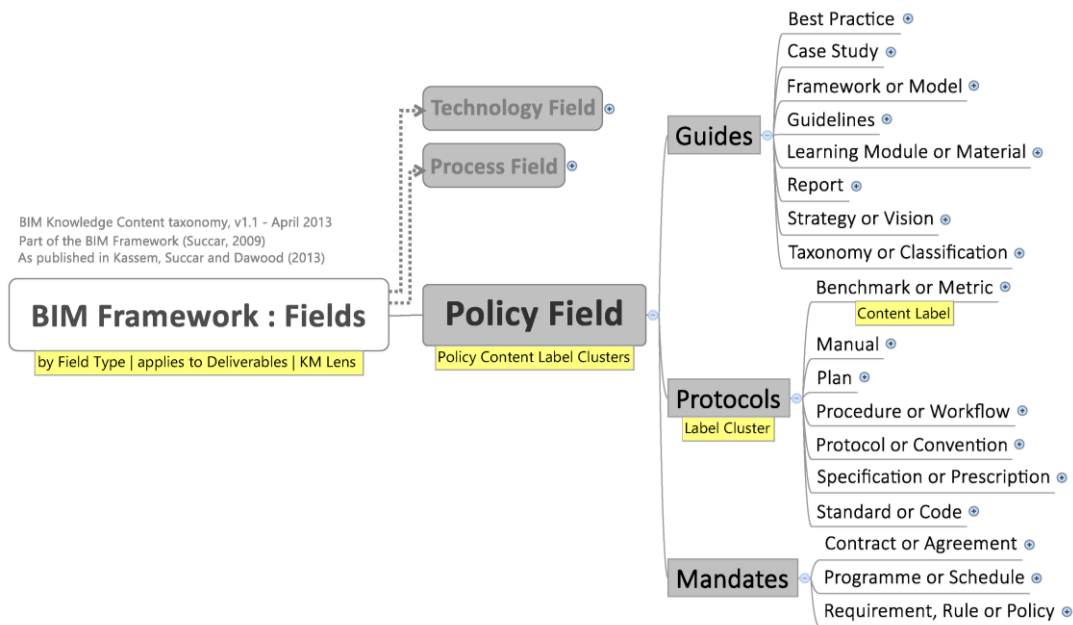 BIM Knowledge Content taxonomy, v1.1 - April 2013
Part of the BIM Framework (Succar, 2009)
As published in Kassem, Succar and Dawood (2013)
BIM Framework : Fields
by Field Type | applies to Deliverables | KM Lens
Technology Field
Process Field
Policy Field
Policy Content Label Clusters
Guides
Best Practice
Case Study
Framework or Model
Guidelines
Learning Module or Material
Report
Strategy or Vision
Taxonomy or Classification
Protocols
Label Cluster
Benchmark or Metric
Content Label
Manual
Plan
Procedure or Workflow
Protocol or Convention
Specification or Prescription
Standard or Code
Mandates
Contract or Agreement
Programme or Schedule
Requirement, Rule or Policy